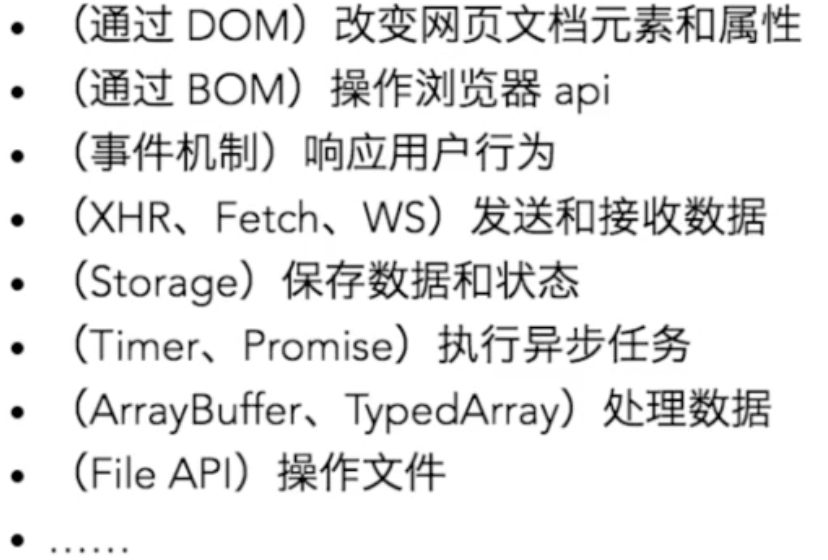 • （通过 DOM）改变网页文档元素和属性
• （通过 BOM）操作浏览器 api
• （事件机制）响应用户行为
• （XHR、Fetch、WS）发送和接收数据
• （Storage）保存数据和状态
• （Timer、Promise）执行异步任务
• （ArrayBuffer、TypedArray）处理数据
• （File API）操作文件
• ......